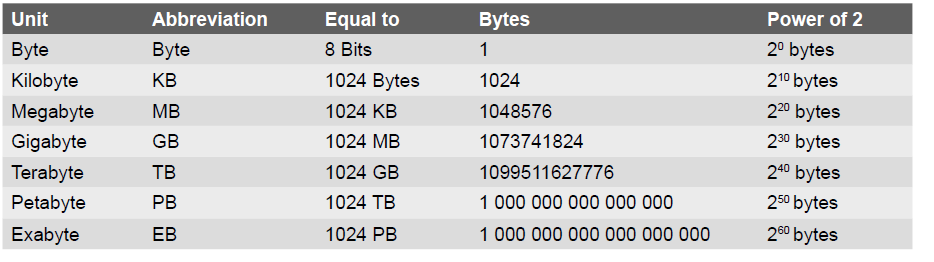 Unit Abbreviation Equal to Bytes Power of 2
Byte Byte 8 Bits 1 2⁰ bytes
Kilobyte KB 1024 Bytes 1024 2¹⁰ bytes
Megabyte MB 1024 KB 1048576 2²⁰ bytes
Gigabyte GB 1024 MB 1073741824 2³⁰ bytes
Terabyte TB 1024 GB 1099511627776 2⁴⁰ bytes
Petabyte PB 1024 TB 1 000 000 000 000 000 2⁵⁰ bytes
Exabyte EB 1024 PB 1 000 000 000 000 000 000 2⁶⁰ bytes